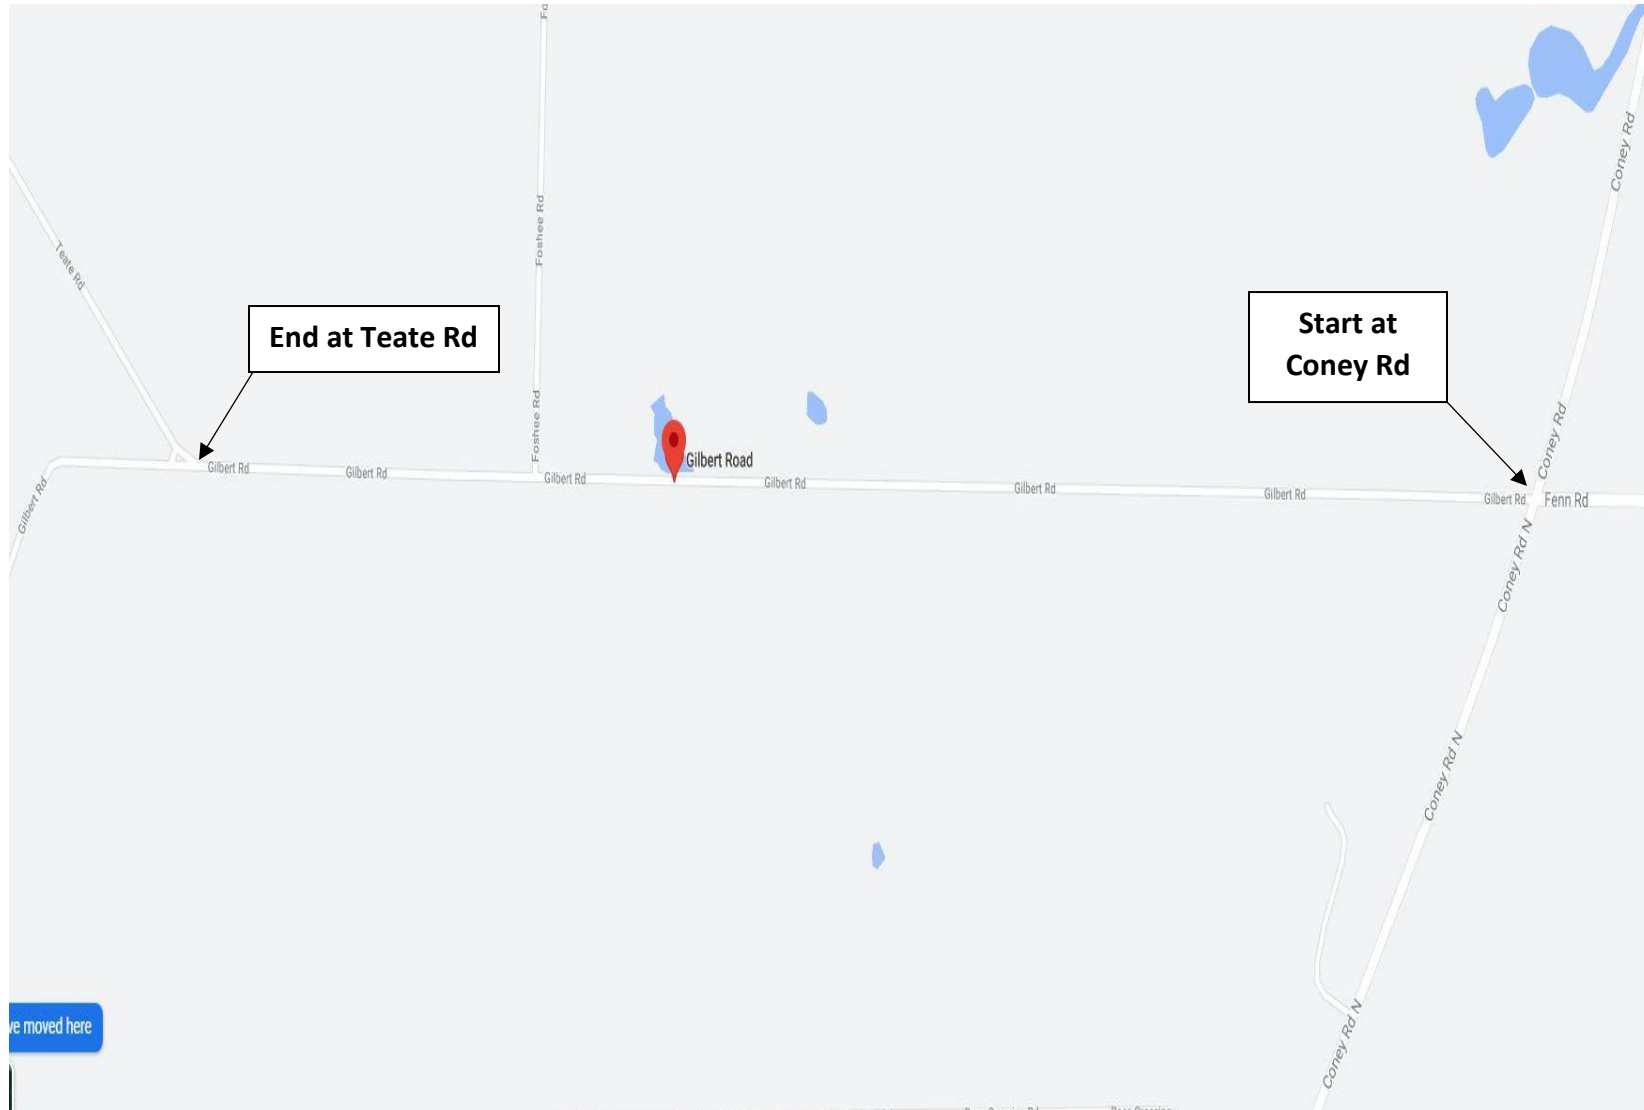 Fo
Coney Rd
Foshee Rd
Teate Rd
End at Teate Rd
Start at
Coney Rd
Foshee Rd
Coney Rd
Gilbert Road
Gilbert Rd
Gilbert Rd
Gilbert Rd
Gilbert Rd
Gilbert Rd
Gilbert Rd
Gilbert Rd
Fenn Rd
Gilbert Rd
Coney Rd N
Coney Rd N
ve moved here
Coney Rd N